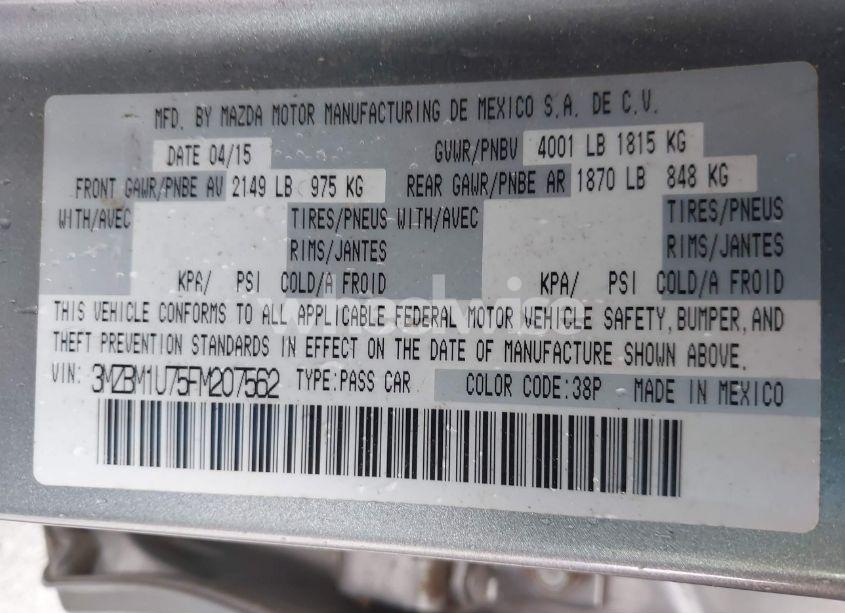 MFD. BY MAZDA MOTOR MANUFACTURING DE MEXICO S.A. DE C.V.
DATE 04/15 GVWR/PNBV 4001 LB 1815 KG
FRONT GAWR/PNBE AV 2149 LB 975 KG REAR GAWR/PNBE AR 1870 LB 848 KG
WITH/AVEC TIRES/PNEUS WITH/AVEC TIRES/PNEUS
RIMS/JANTES RIMS/JANTES
KPA/ PSI COLD/A FROID KPA/ PSI COLD/A FROID
wheelwise
THIS VEHICLE CONFORMS TO ALL APPLICABLE FEDERAL MOTOR VEHICLE SAFETY, BUMPER, AND
THEFT PREVENTION STANDARDS IN EFFECT ON THE DATE OF MANUFACTURE SHOWN ABOVE.
VIN: 3MZBM1U75FM207562 TYPE:PASS CAR COLOR CODE:38P MADE IN MEXICO